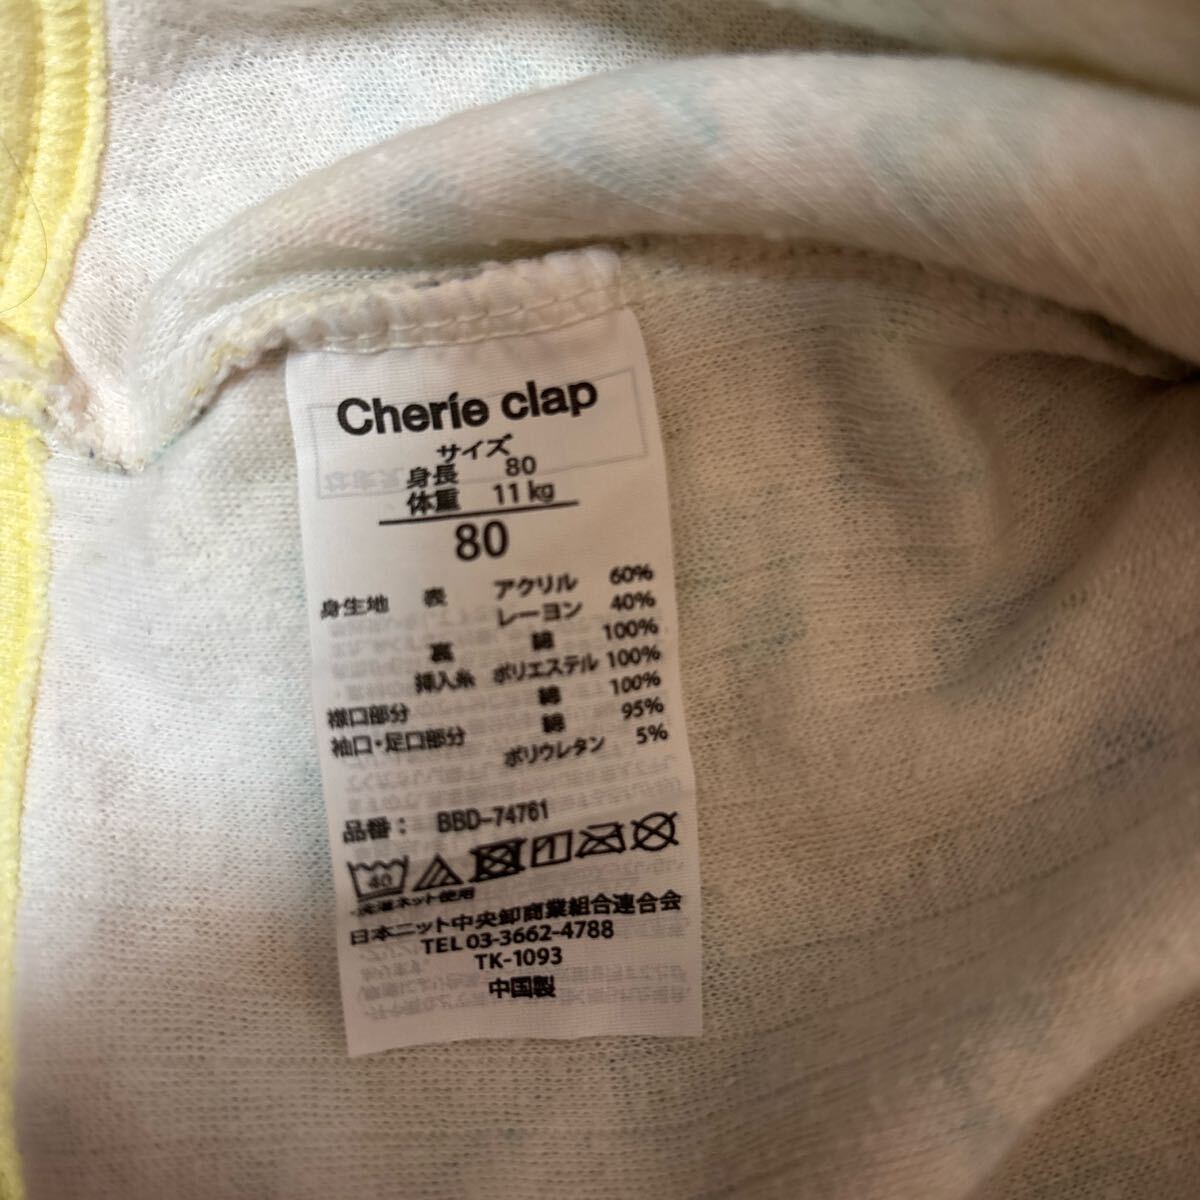 Cherie clap
サイズ
身長 80
体重 11kg
80
身生地 表 アクリル 60%
レーヨン 40%
裏 綿 100%
挿入糸 ポリエステル 100%
襟口部分 綿 100%
袖口・足口部分 綿 95%
ポリウレタン 5%
品番： BBD-74761
40
洗濯ネット使用
日本ニット中央卸商業組合連合会
TEL 03-3662-4788
TK-1093
中国製